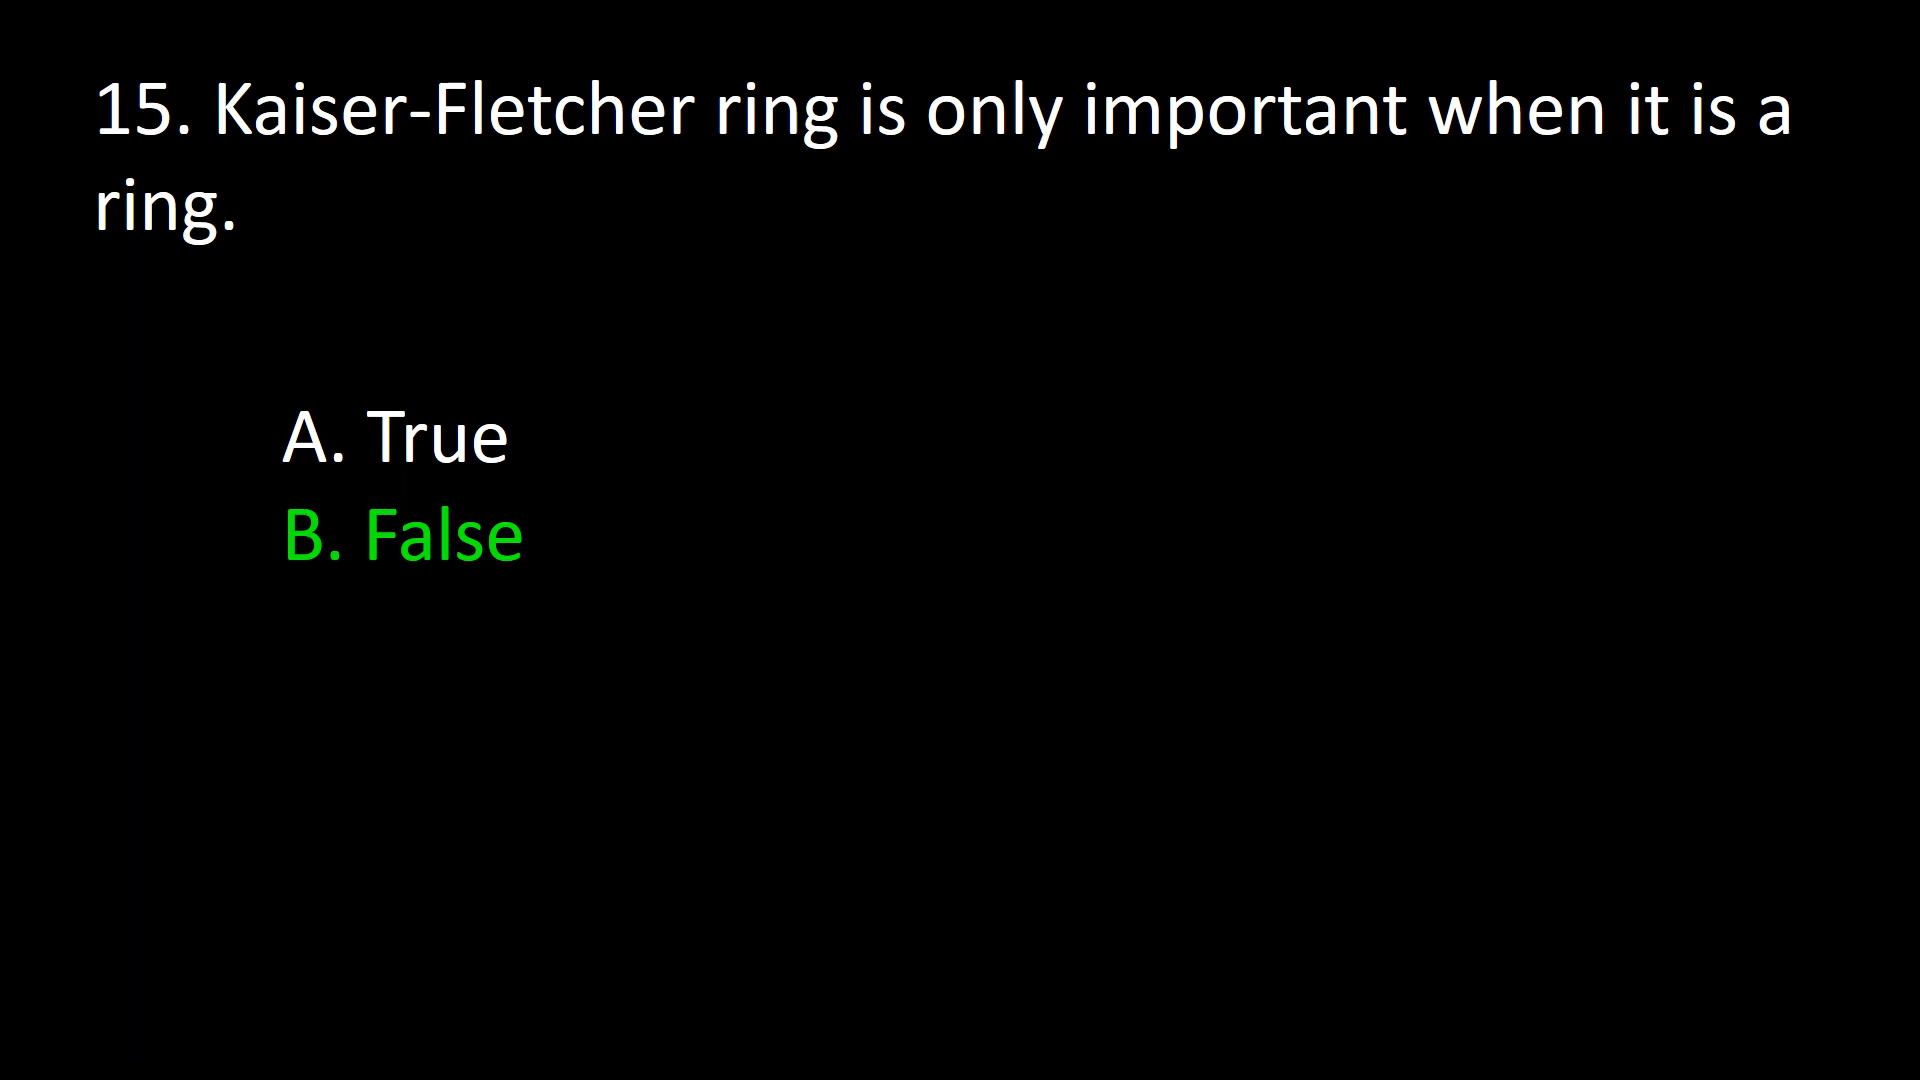 15. Kaiser-Fletcher ring is only important when it is a
ring.
A. True
B. False